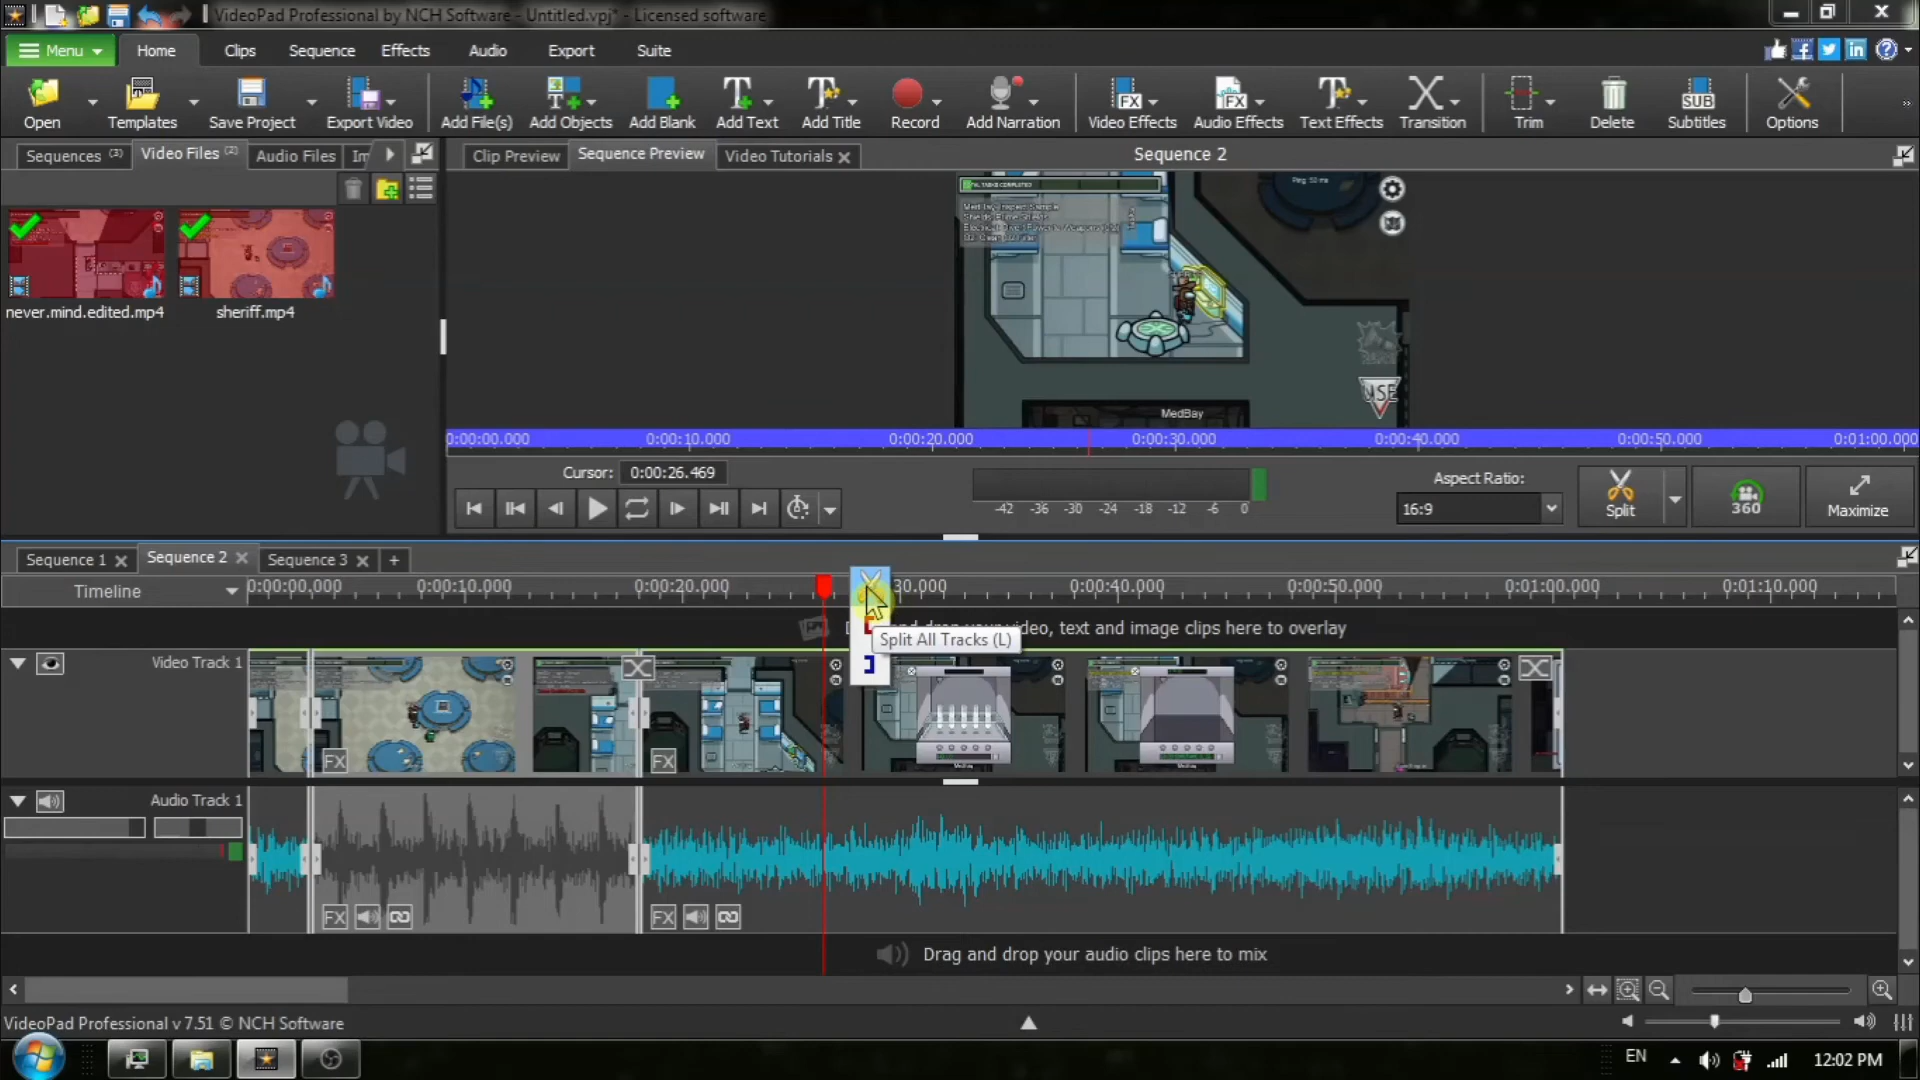 VideoPad Professional by NCH Software - Untitled.vpj* - Licensed software
Menu Home Clips Sequence Effects Audio Export Suite
Open Templates Save Project Export Video Add File(s) Add Objects Add Blank Add Text Add Title Record Add Narration Video Effects Audio Effects Text Effects Transition Trim Delete Subtitles Options
Sequences (3) Video Files (2) Audio Files
Clip Preview Sequence Preview Video Tutorials
Sequence 2
never.mind.edited.mp4
sheriff.mp4
Ping: 50 ms
USE
MedBay
0:00:00.000 0:00:10.000 0:00:20.000 0:00:30.000 0:00:40.000 0:00:50.000 0:01:00.000
Cursor: 0:00:26.469
-42 -36 -30 -24 -18 -12 -6 0
Aspect Ratio:
16:9
Split
360
Maximize
Sequence 1 Sequence 2 Sequence 3 +
Timeline
0:00:00.000 0:00:10.000 0:00:20.000 30.000 0:00:40.000 0:00:50.000 0:01:00.000 0:01:10.000
video, text and image clips here to overlay
Split All Tracks (L)
Video Track 1
FX FX
Audio Track 1
FX FX
Drag and drop your audio clips here to mix
VideoPad Professional v 7.51 © NCH Software
EN 12:02 PM